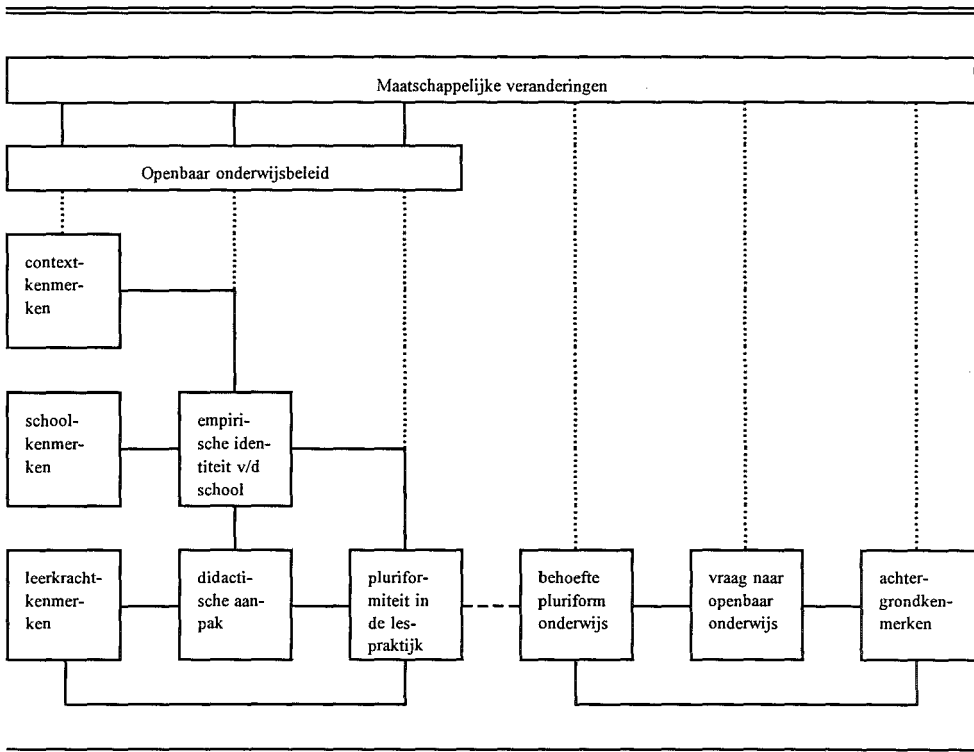 Maatschappelijke veranderingen
Openbaar onderwijsbeleid
context-
kenmer-
ken
school-
kenmer-
ken
empiri-
sche iden-
titeit v/d
school
leerkracht-
kenmer-
ken
didacti-
sche aan-
pak
plurifor-
miteit in
de les-
praktijk
behoefte
pluriform
onderwijs
vraag naar
openbaar
onderwijs
achter-
grondken-
merken